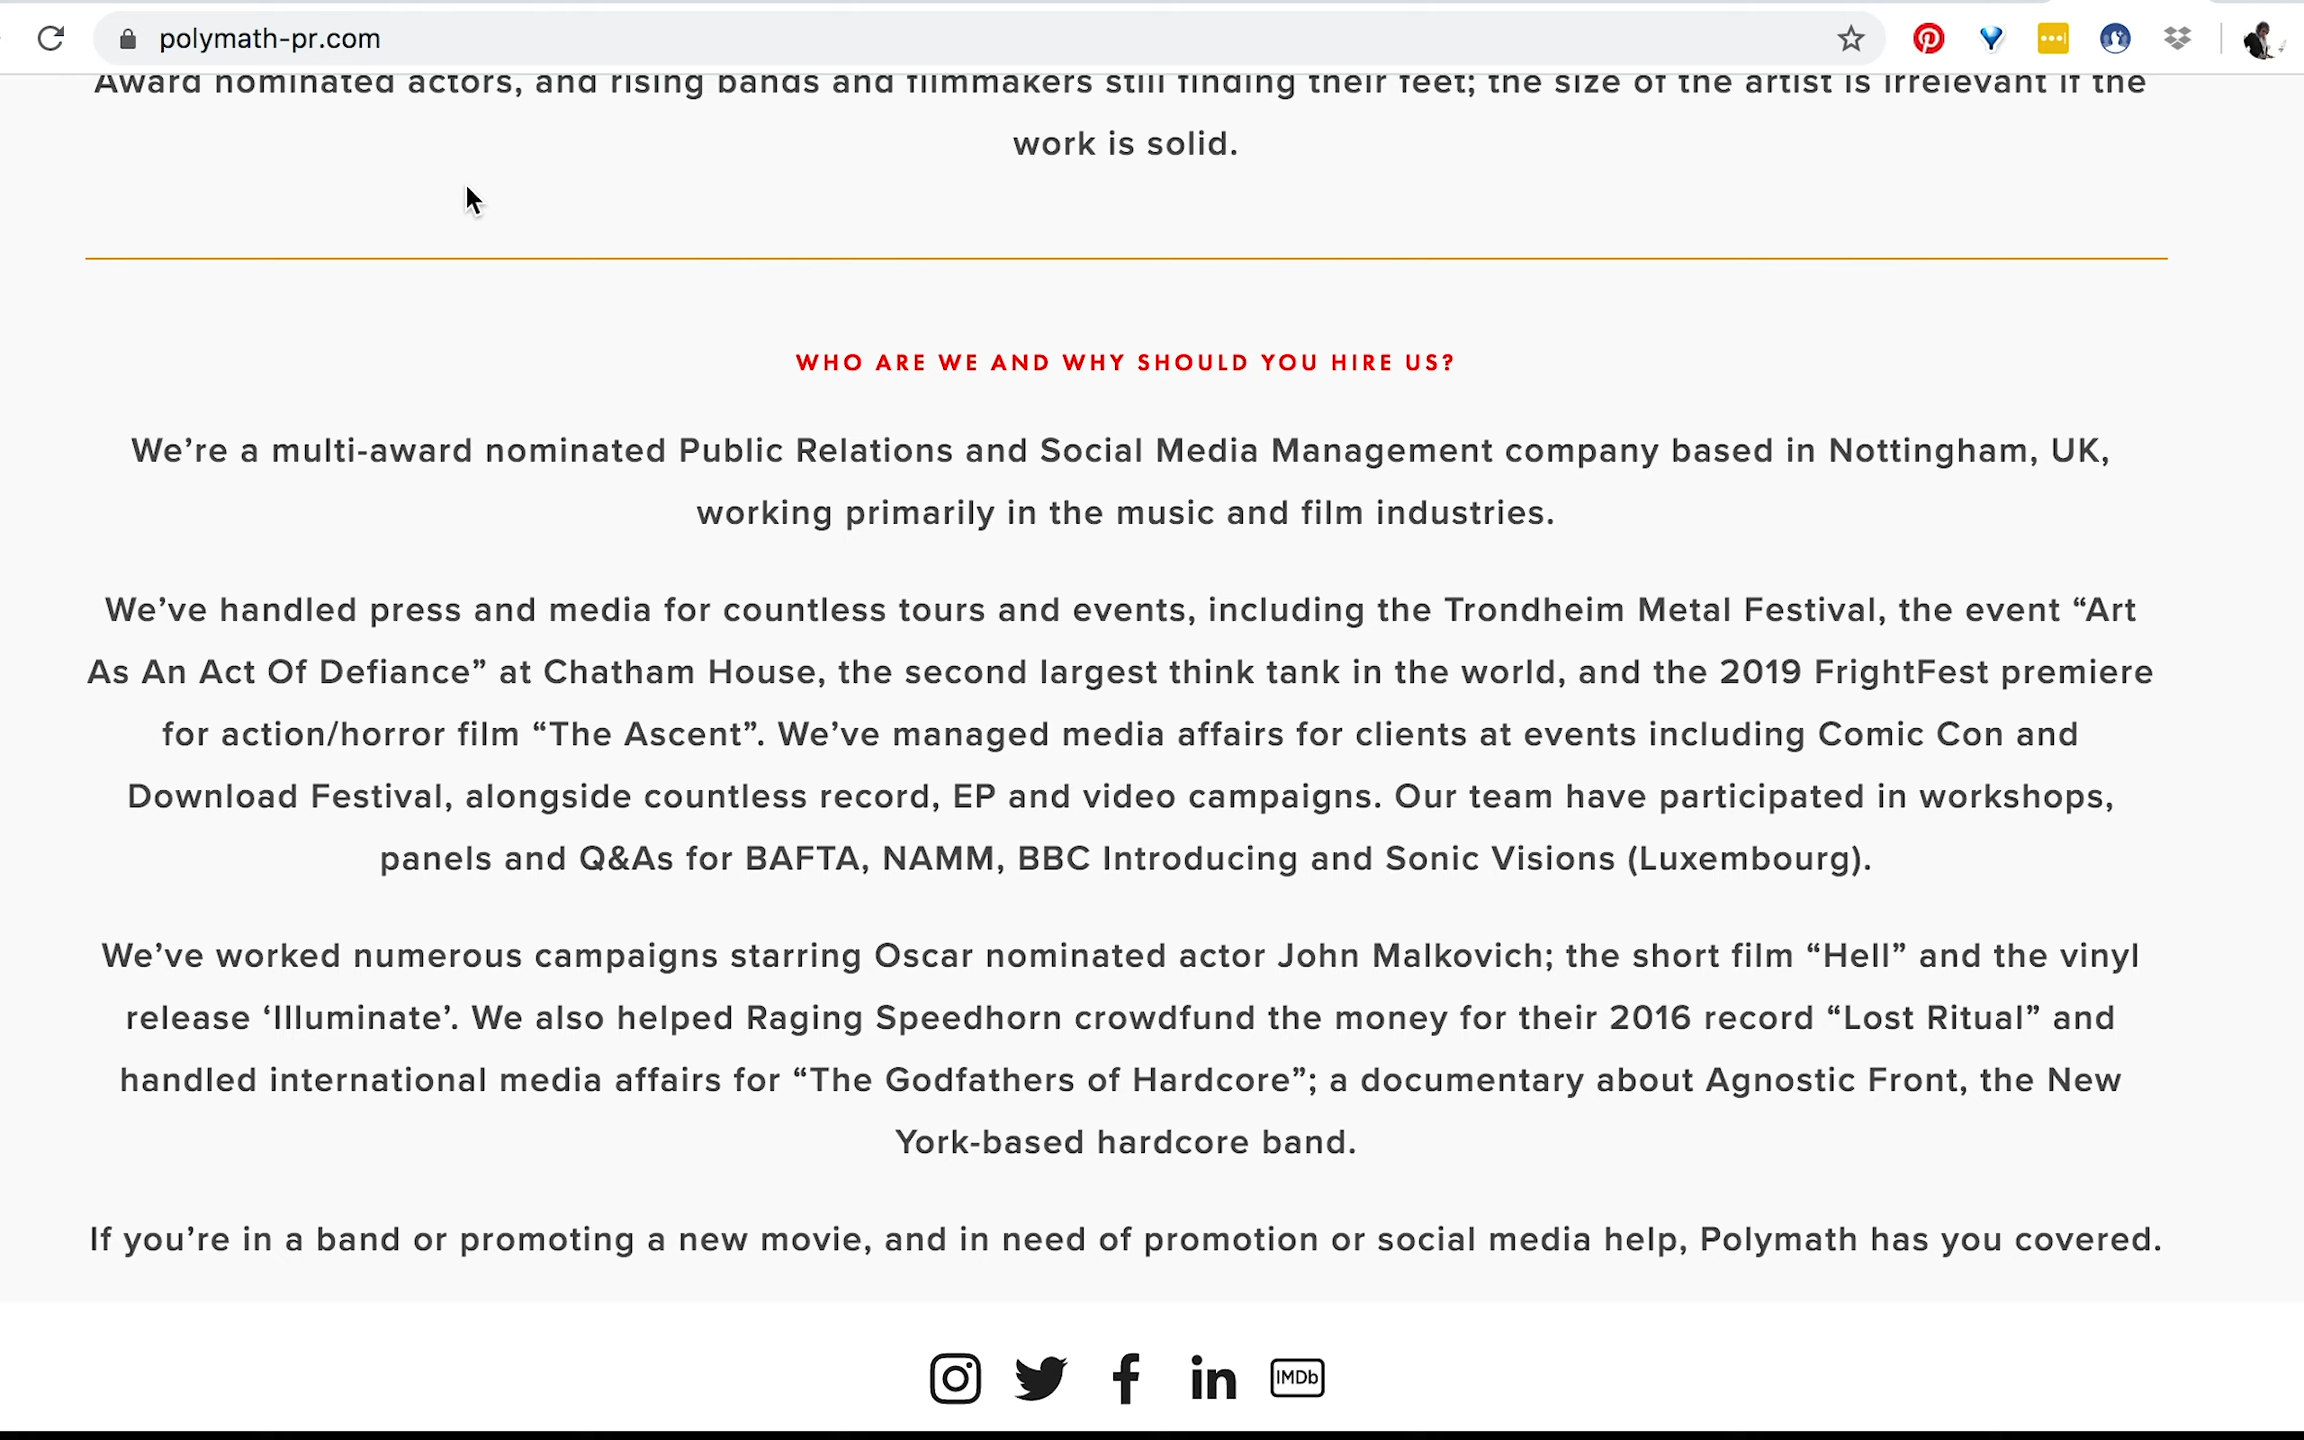 polymath-pr.com
Award nominated actors, and rising bands and filmmakers still finding their feet; the size of the artist is irrelevant if the
work is solid.
WHO ARE WE AND WHY SHOULD YOU HIRE US?
We’re a multi-award nominated Public Relations and Social Media Management company based in Nottingham, UK,
working primarily in the music and film industries.
We’ve handled press and media for countless tours and events, including the Trondheim Metal Festival, the event “Art
As An Act Of Defiance” at Chatham House, the second largest think tank in the world, and the 2019 FrightFest premiere
for action/horror film “The Ascent”. We’ve managed media affairs for clients at events including Comic Con and
Download Festival, alongside countless record, EP and video campaigns. Our team have participated in workshops,
panels and Q&As for BAFTA, NAMM, BBC Introducing and Sonic Visions (Luxembourg).
We’ve worked numerous campaigns starring Oscar nominated actor John Malkovich; the short film “Hell” and the vinyl
release ‘Illuminate’. We also helped Raging Speedhorn crowdfund the money for their 2016 record “Lost Ritual” and
handled international media affairs for “The Godfathers of Hardcore”; a documentary about Agnostic Front, the New
York-based hardcore band.
If you’re in a band or promoting a new movie, and in need of promotion or social media help, Polymath has you covered.
IMDb